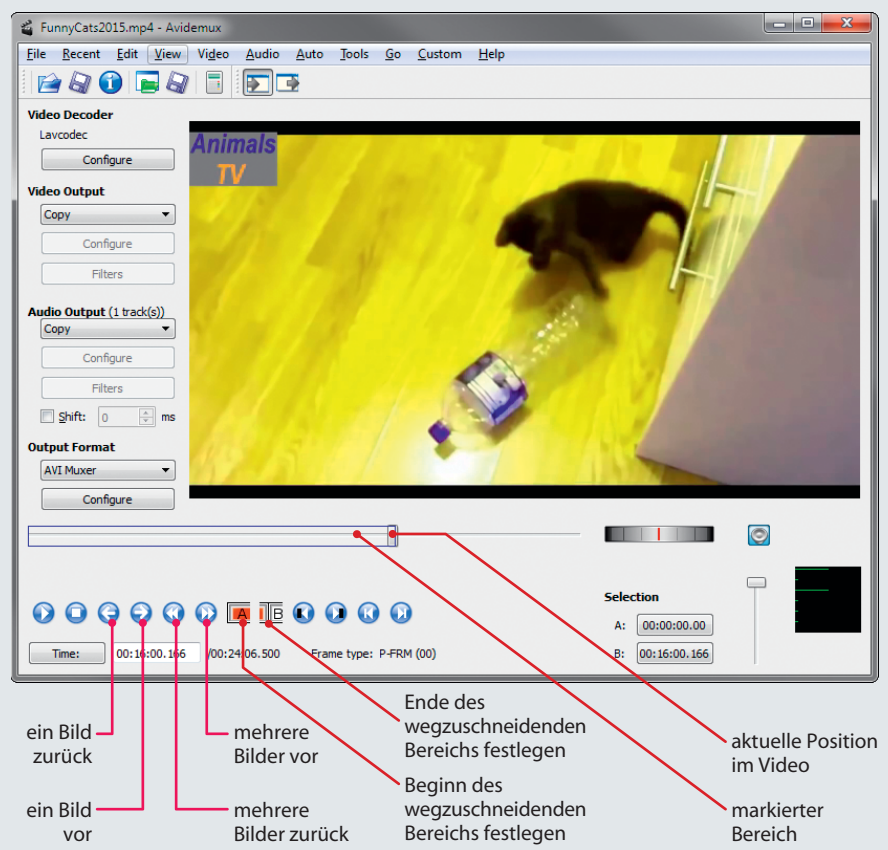 FunnyCats2015.mp4 - Avidemux
File Recent Edit View Video Audio Auto Tools Go Custom Help
Video Decoder
Lavcodec
Configure
Video Output
Copy
Configure
Filters
Audio Output (1 track(s))
Copy
Configure
Filters
Shift: 0 ms
Output Format
AVI Muxer
Configure
Animals
TV
A B
Selection
A: 00:00:00.00
B: 00:16:00.166
Time: 00:16:00.166 /00:24:06.500 Frame type: P-FRM (00)
ein Bild
zurück
mehrere
Bilder vor
Ende des
wegzuschneidenden
Bereichs festlegen
aktuelle Position
im Video
ein Bild
vor
mehrere
Bilder zurück
Beginn des
wegzuschneidenden
Bereichs festlegen
markierter
Bereich